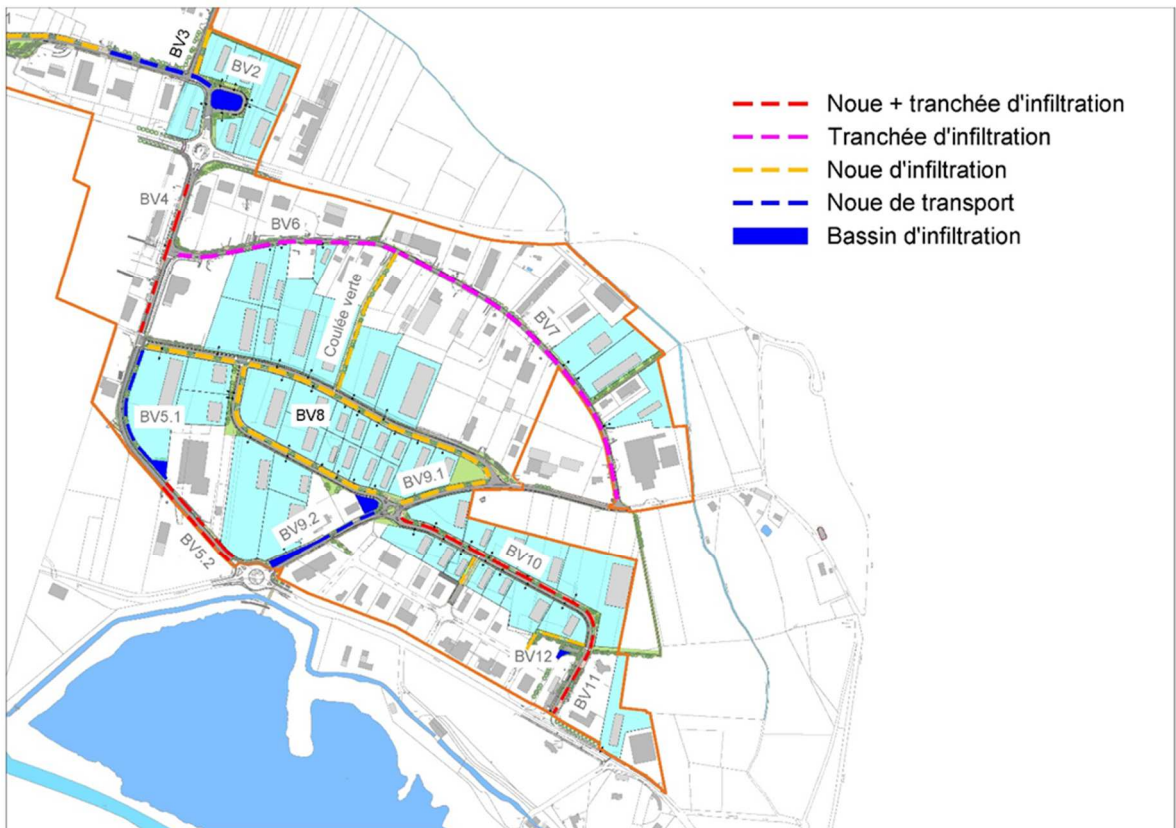 1
BV3
BV2
Noue + tranchée d'infiltration
Tranchée d'infiltration
Noue d'infiltration
Noue de transport
Bassin d'infiltration
BV4
BV6
Coulée verte
BV7
BV5.1
BV8
BV9.1
BV9.2
BV5.2
BV10
BV12
BV11